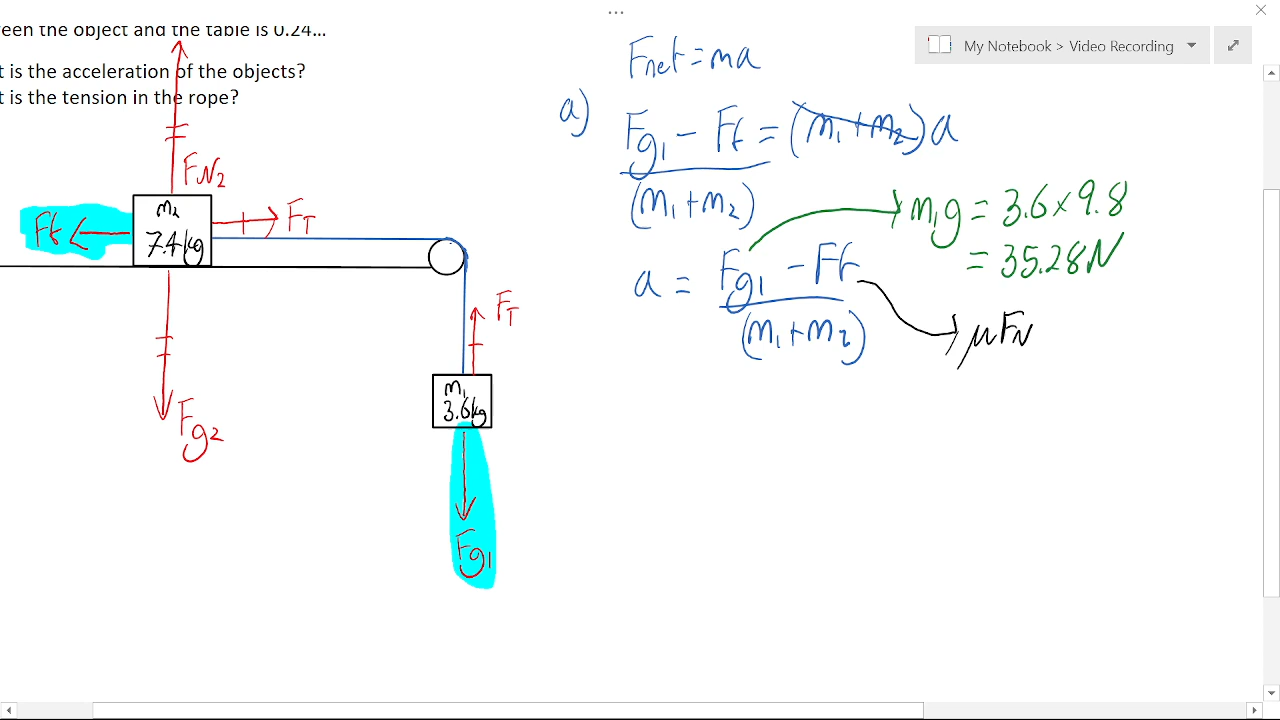 ...
een the object and the table is 0.24...
t is the acceleration of the objects?
t is the tension in the rope?
My Notebook > Video Recording
Fnet = ma
a)
Fg1 - Ff = (m1+m2)a
(m1+m2)
m1g = 3.6 x 9.8
= 35.28N
a = Fg1 - Ff
(m1+m2)
μFN
FN2
m2
7.4kg
Ff
FT
FT
m1
3.6kg
Fg2
Fg1